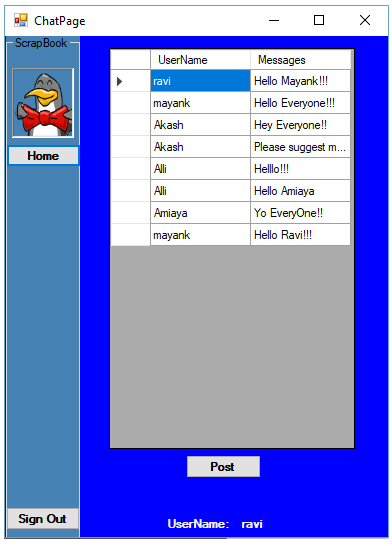 ChatPage
ScrapBook
Home
UserName Messages
ravi Hello Mayank!!!
mayank Hello Everyone!!!
Akash Hey Everyone!!
Akash Please suggest m...
Alli Helllo!!!
Alli Hello Amiaya
Amiaya Yo EveryOne!!
mayank Hello Ravi!!!
Post
Sign Out
UserName: ravi